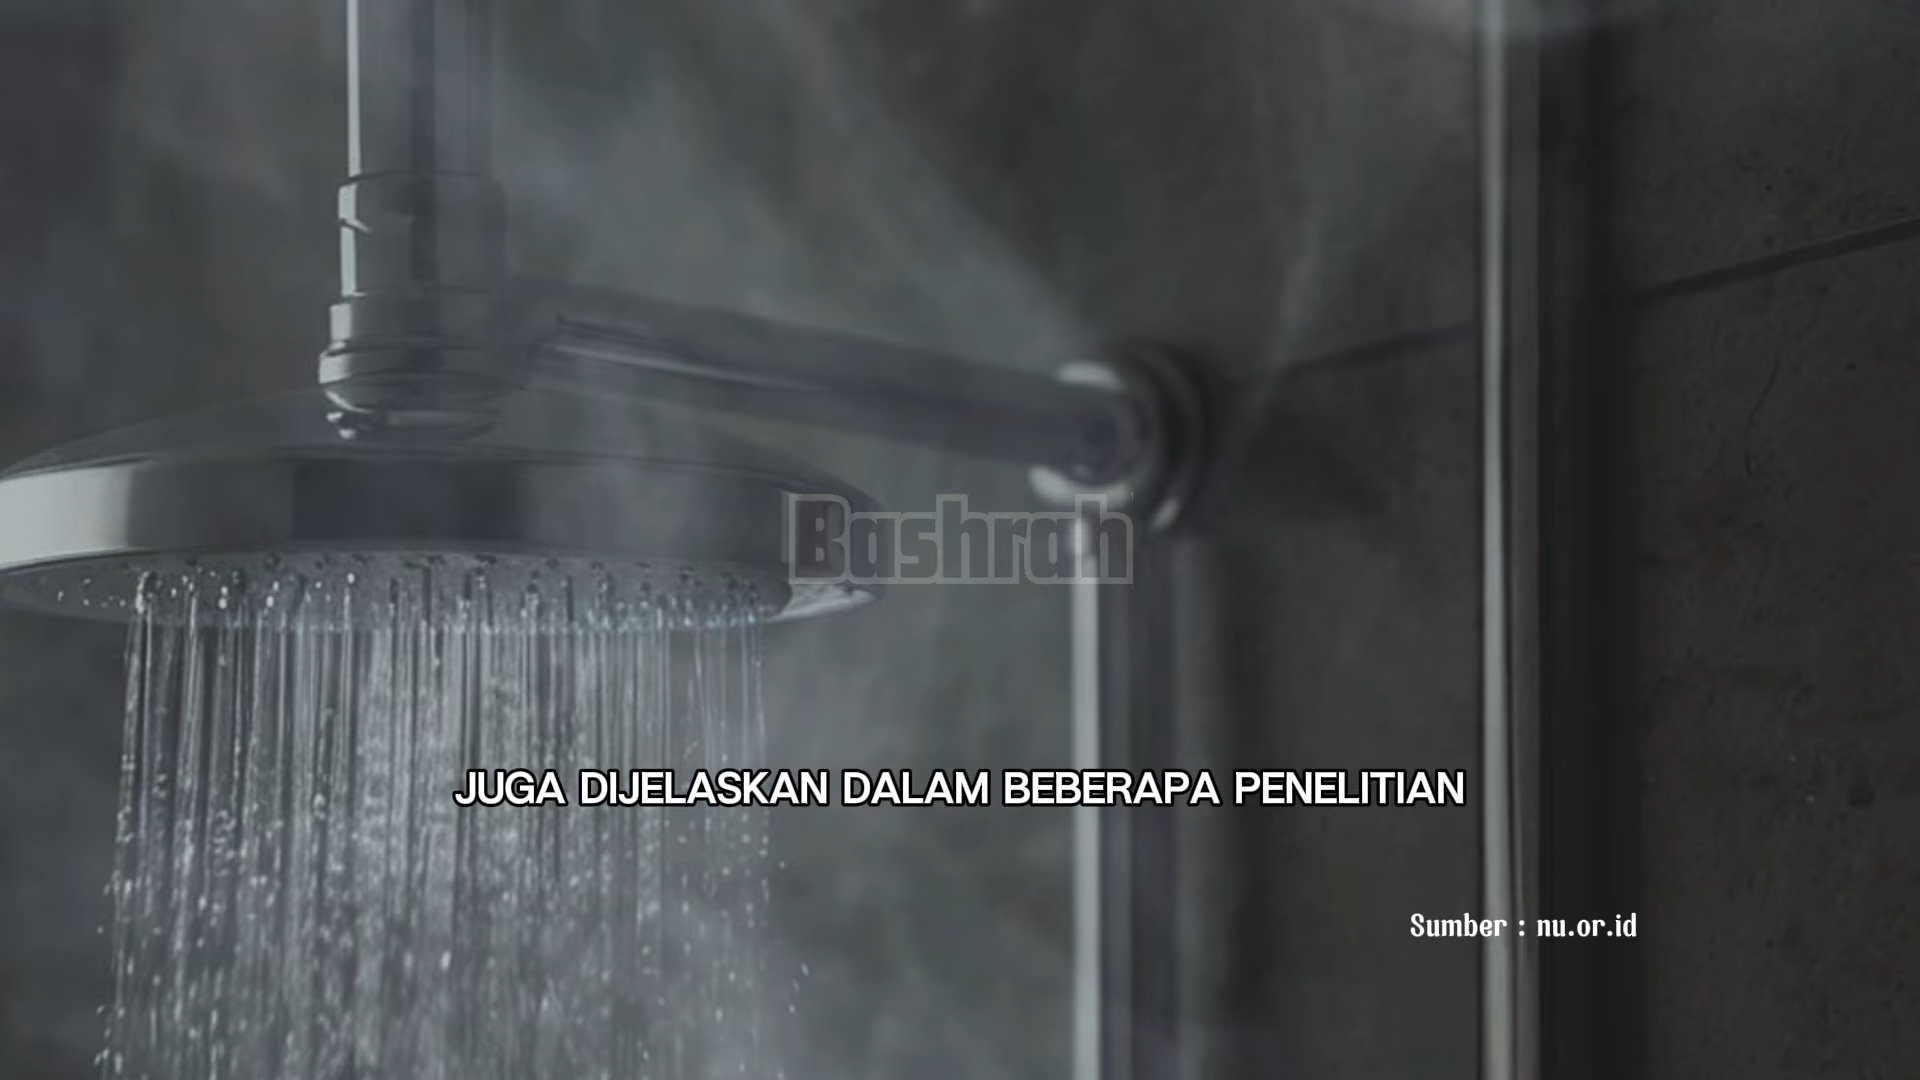 Bashrah
JUGA DIJELASKAN DALAM BEBERAPA PENELITIAN
Sumber : nu.or.id